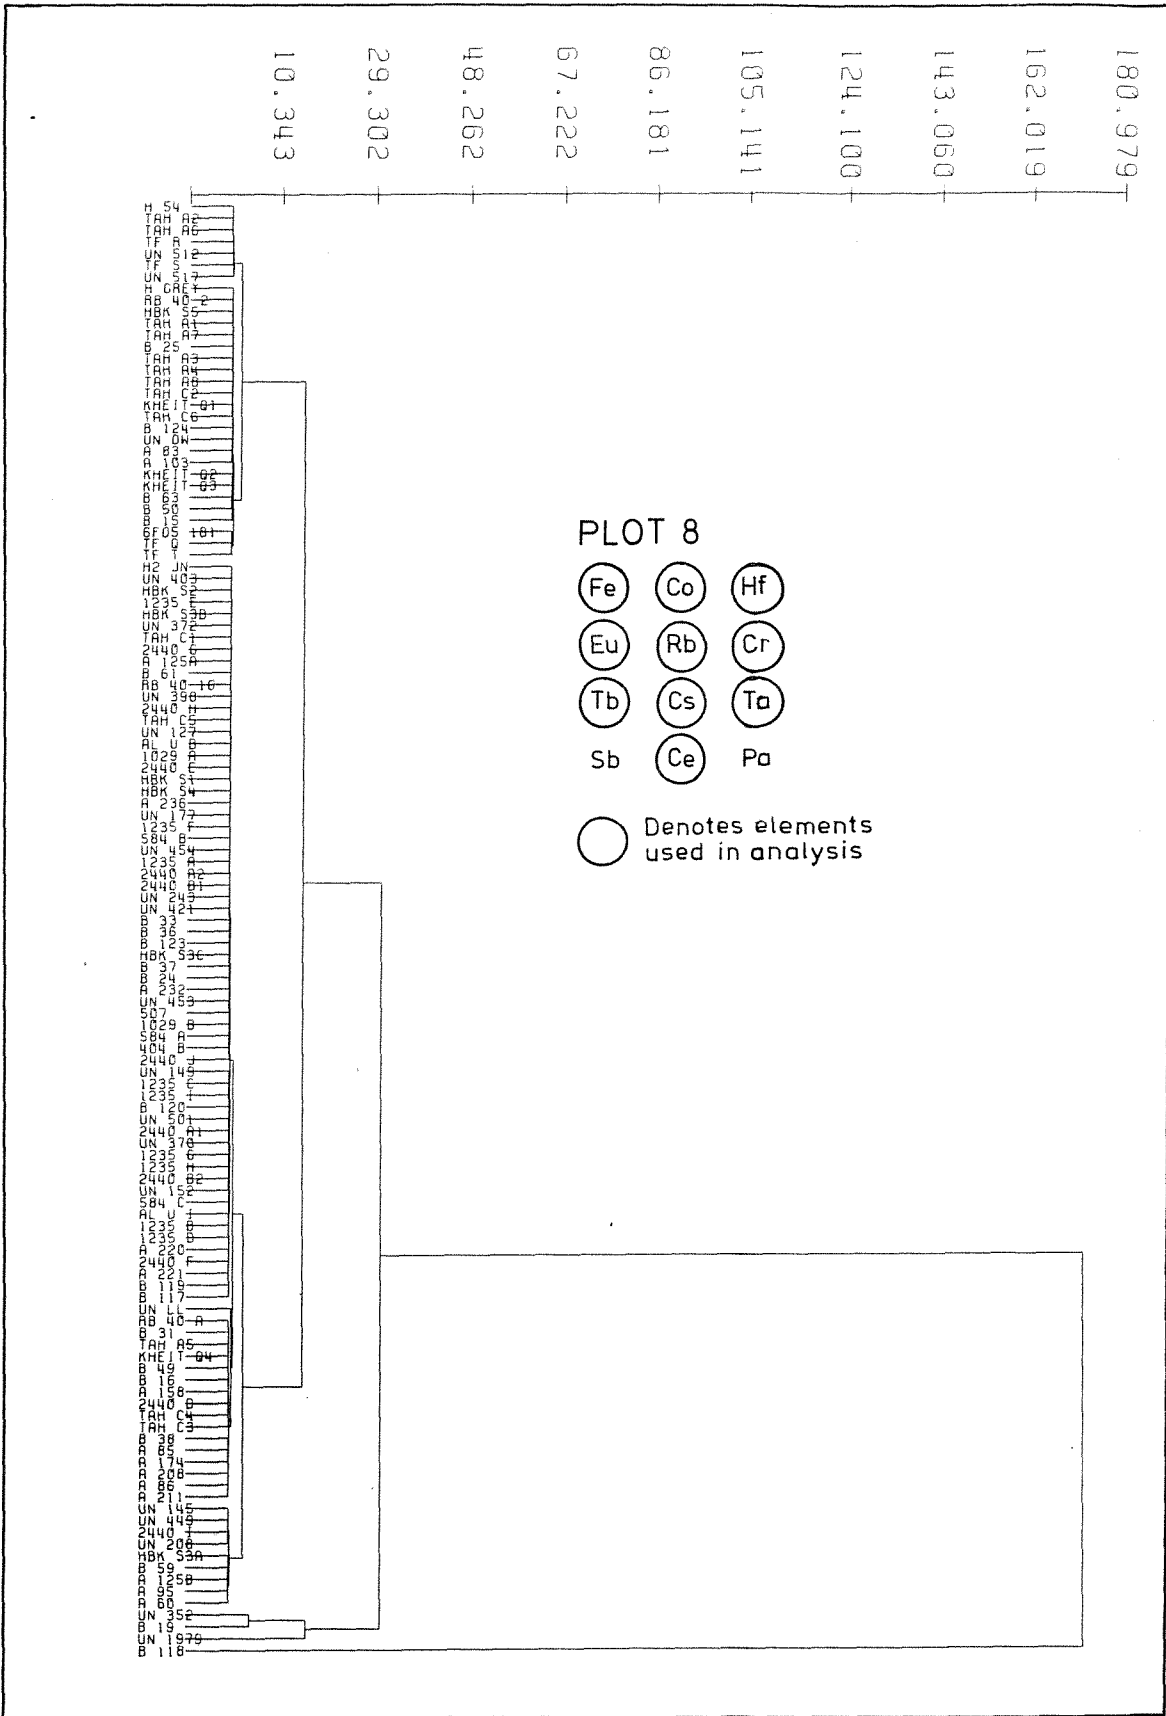 10.343
29.302
48.262
67.222
86.181
105.141
124.100
143.060
162.019
180.979
H 54
TAH A2
TAH A6
TF A
UN 512
TF S
UN 517
H GREY
RB 40 2
HBK S5
TAH A1
TAH A7
B 25
TAH A3
TAH A4
TAH A8
TAH C2
KHEIT Q1
TAH C6
B 124
UN OW
A 83
A 103
KHEIT Q2
KHEIT Q3
B 63
B 50
B 15
6F05 181
TF Q
TF T
H2 JN
UN 403
HBK S2
1235 E
HBK S3B
UN 372
TAH C1
2440 G
A 125A
B 61
RB 40 16
UN 398
2440 H
TAH C5
UN 127
AL U B
1029 A
2440 E
HBK S1
HBK S4
A 236
UN 177
1235 F
584 B
UN 454
1235 A
2440 A2
2440 B1
UN 243
UN 421
B 33
B 36
B 123
HBK S3C
B 37
B 24
A 232
UN 453
507
1029 B
584 A
404 B
2440 J
UN 149
1235 C
1235 I
B 120
UN 501
2440 A1
UN 370
1235 G
1235 H
2440 B2
UN 152
584 C
AL U I
1235 B
1235 D
A 220
2440 F
A 221
B 119
B 117
UN LL
RB 40 A
B 31
TAH A5
KHEIT Q4
B 49
B 16
A 158
2440 D
TAH C4
TAH C3
B 38
A 85
A 174
A 208
A 86
A 211
UN 145
UN 449
2440 I
UN 208
HBK S3A
B 59
A 125B
A 95
A 60
UN 352
B 19
UN 1979
B 118
PLOT 8
Fe Co Hf
Eu Rb Cr
Tb Cs Ta
Sb Ce Pa
Denotes elements
used in analysis